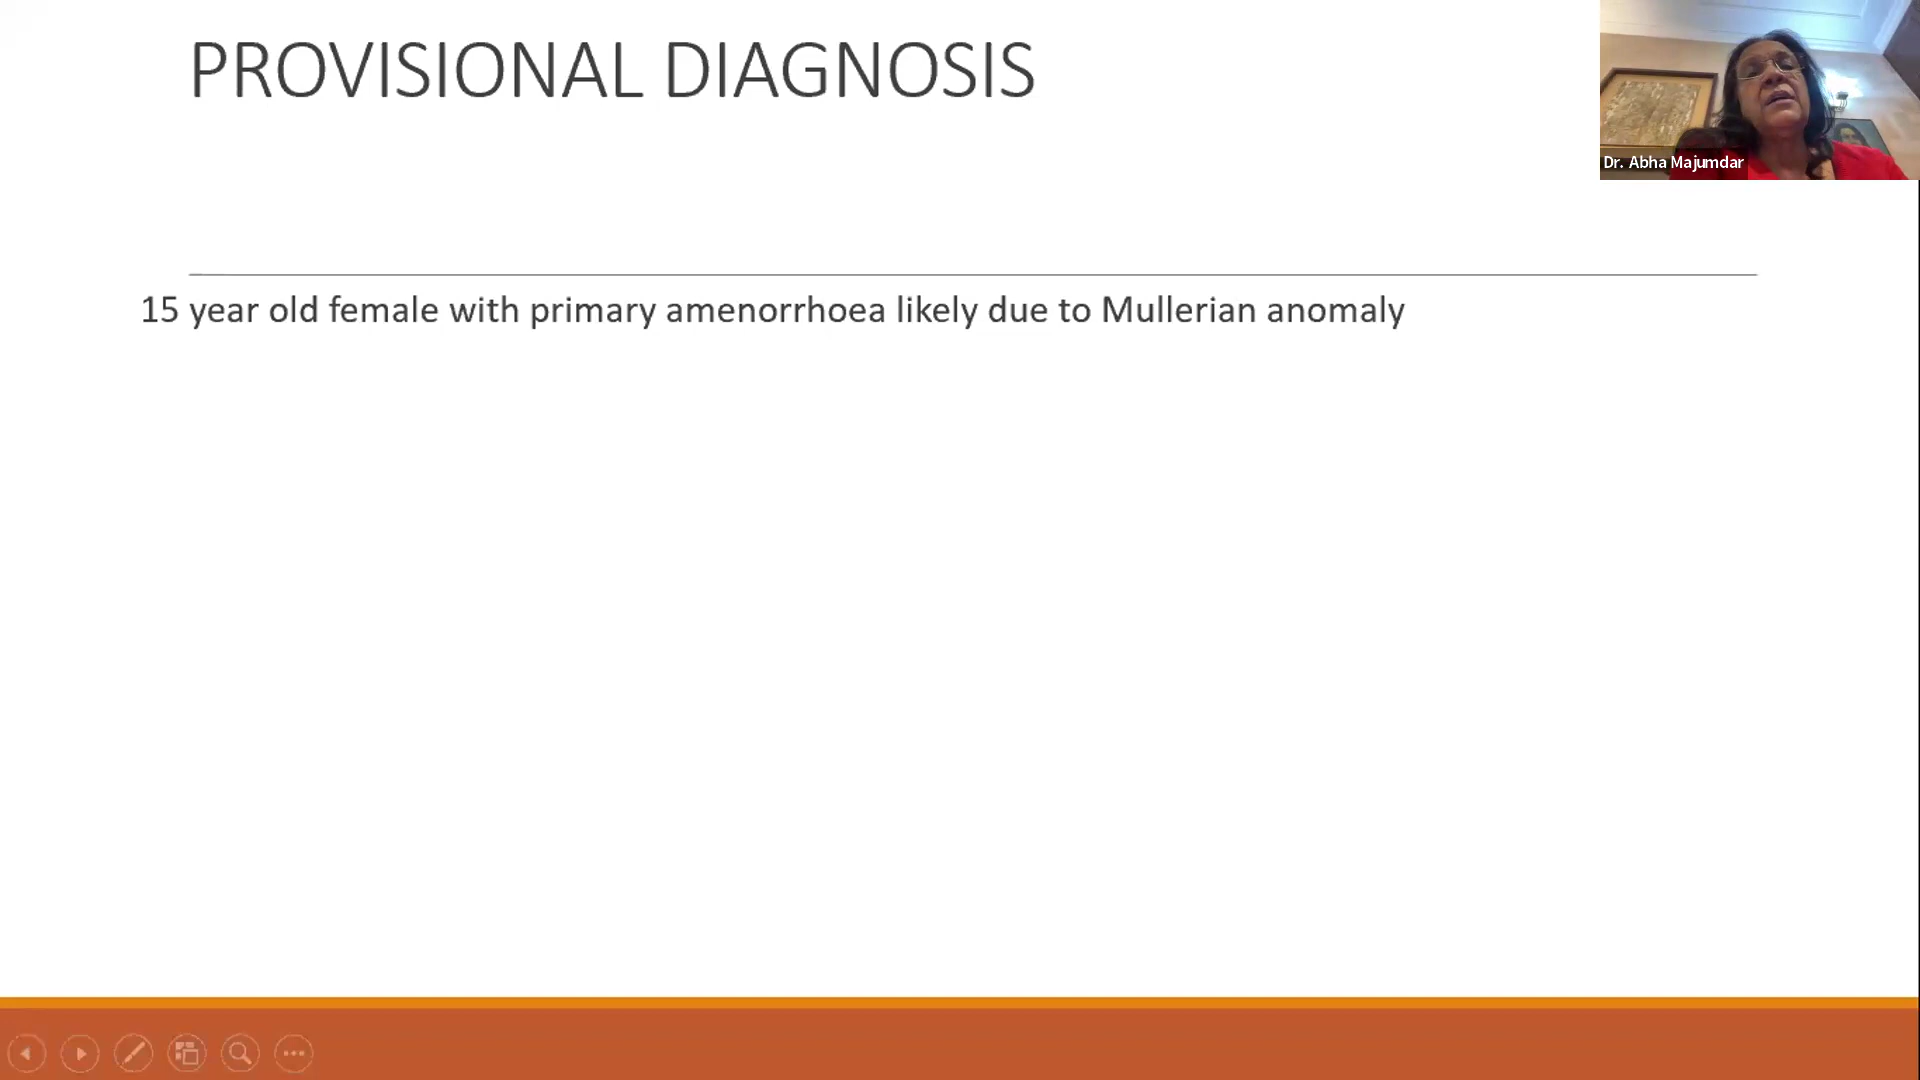 PROVISIONAL DIAGNOSIS
Dr. Abha Majumdar
15 year old female with primary amenorrhoea likely due to Mullerian anomaly